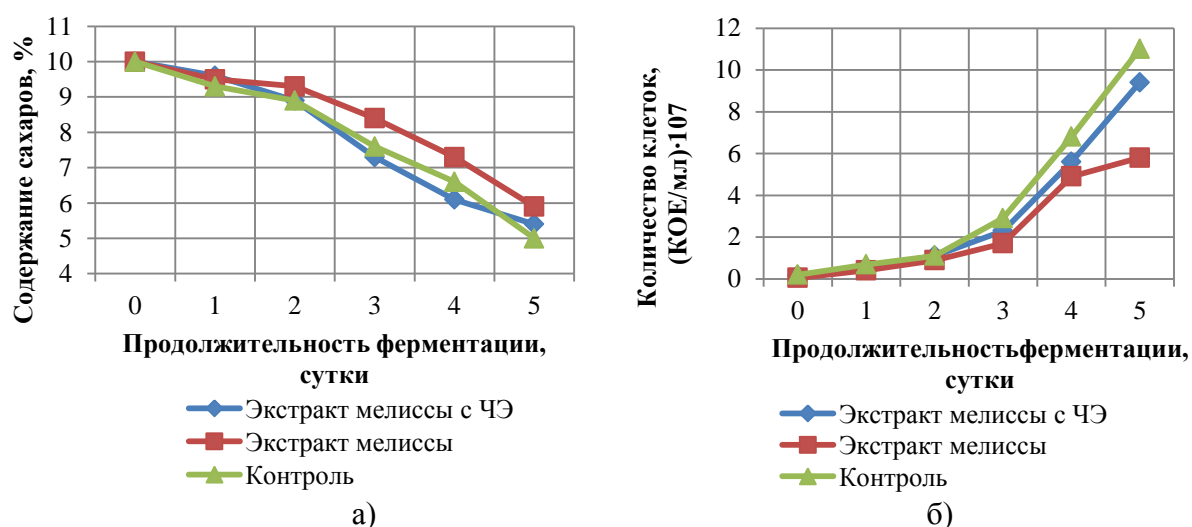 Содержание сахаров, %
10
9
8
7
6
5
4
0 1 2 3 4 5
Продолжительность ферментации,
сутки
Экстракт мелиссы с ЧЭ
Экстракт мелиссы
Контроль
а)
Количество клеток,
(КОЕ/мл)·107
12
10
8
6
4
2
0
0 1 2 3 4 5
Продолжительностьферментации,
сутки
Экстракт мелиссы с ЧЭ
Экстракт мелиссы
Контроль
б)